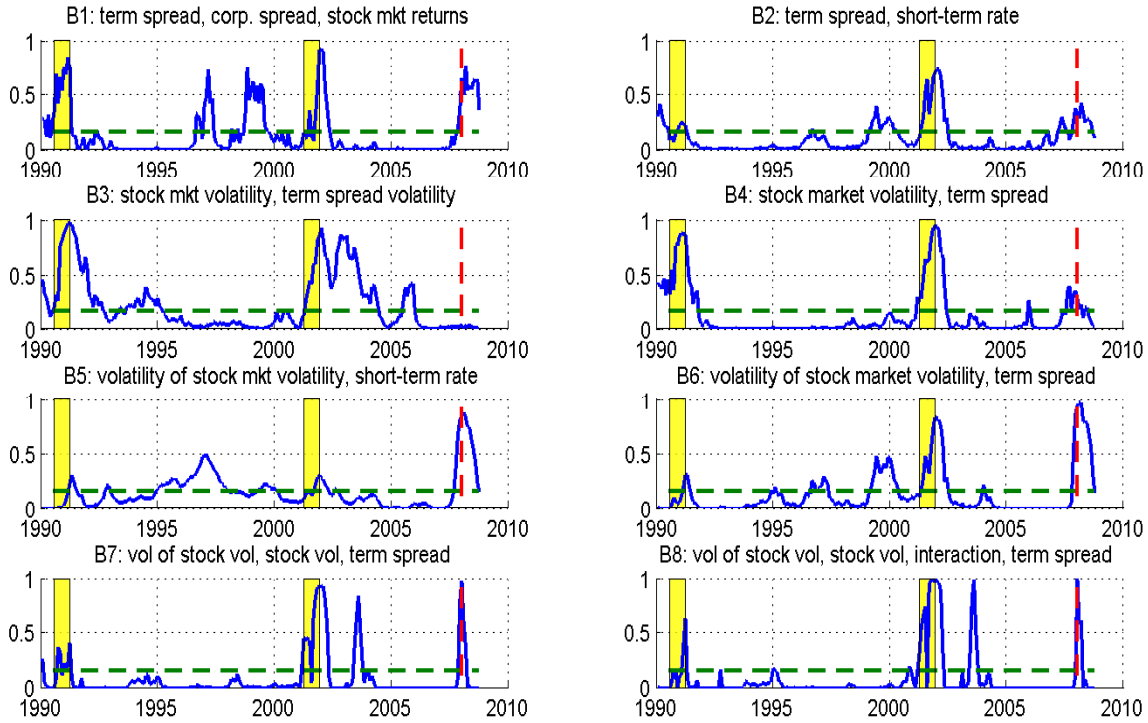 B1: term spread, corp. spread, stock mkt returns
1
0.5
0
1990 1995 2000 2005 2010
B2: term spread, short-term rate
1
0.5
0
1990 1995 2000 2005 2010
B3: stock mkt volatility, term spread volatility
1
0.5
0
1990 1995 2000 2005 2010
B4: stock market volatility, term spread
1
0.5
0
1990 1995 2000 2005 2010
B5: volatility of stock mkt volatility, short-term rate
1
0.5
0
1990 1995 2000 2005 2010
B6: volatility of stock market volatility, term spread
1
0.5
0
1990 1995 2000 2005 2010
B7: vol of stock vol, stock vol, term spread
1
0.5
0
1990 1995 2000 2005 2010
B8: vol of stock vol, stock vol, interaction, term spread
1
0.5
0
1990 1995 2000 2005 2010